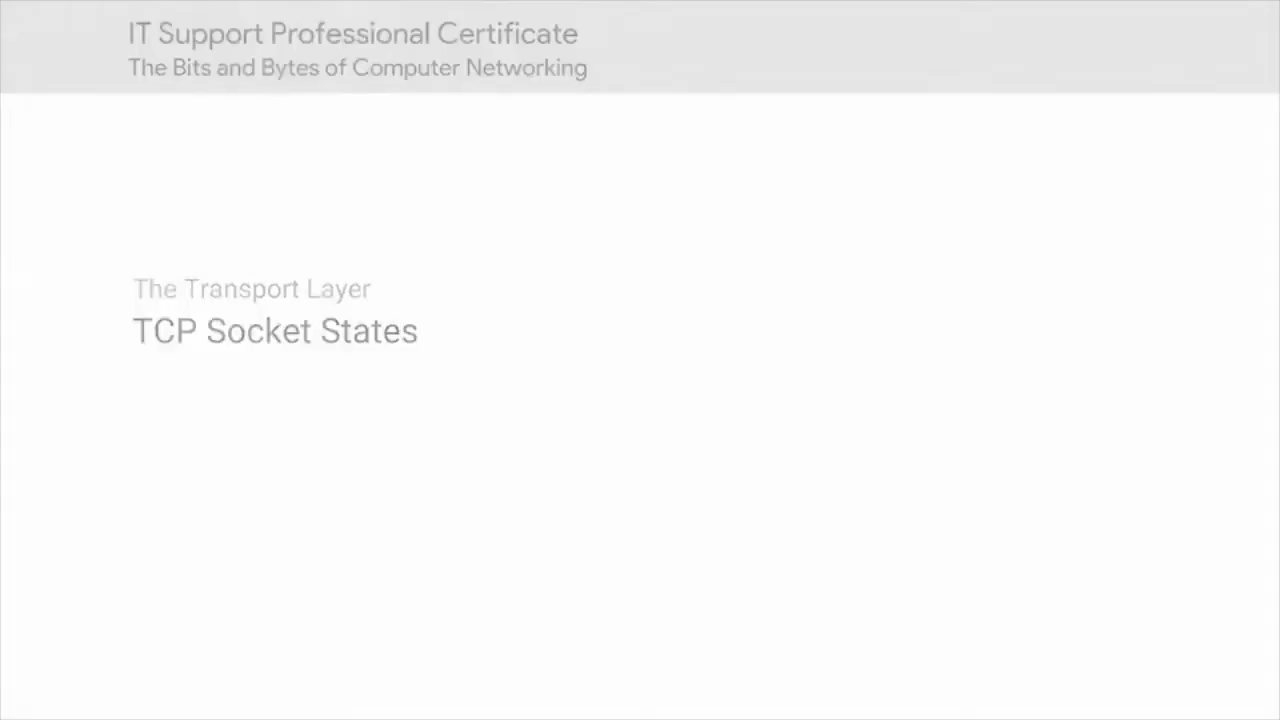 IT Support Professional Certificate
The Bits and Bytes of Computer Networking
The Transport Layer
TCP Socket States